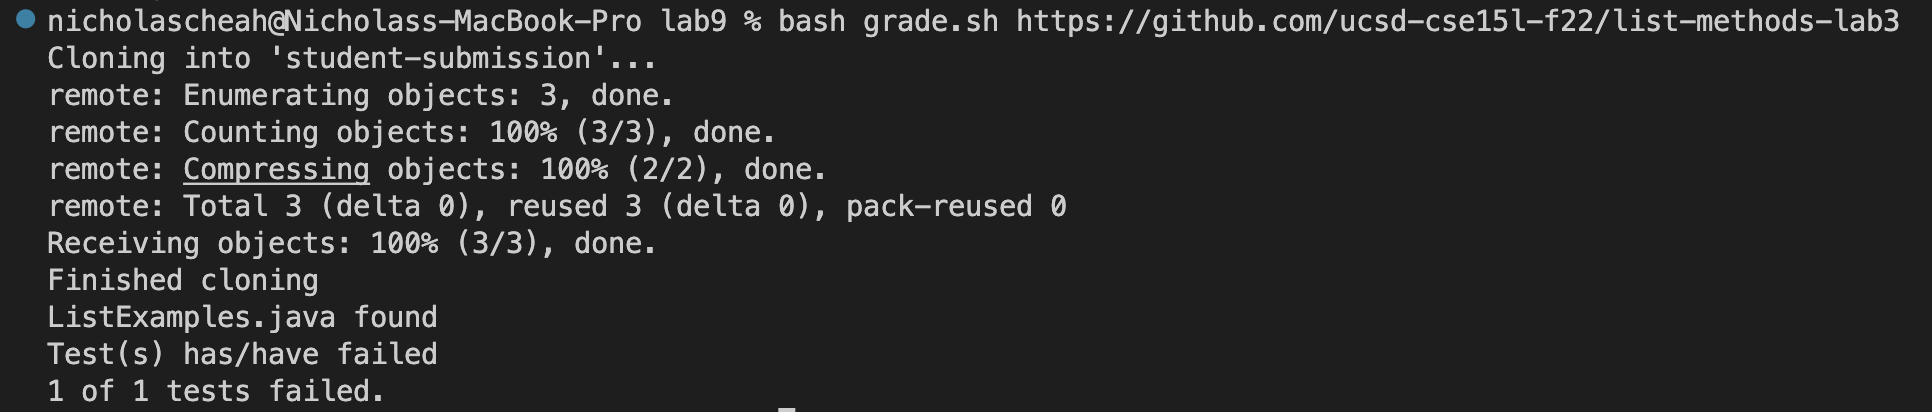 nicholascheah@Nicholass-MacBook-Pro lab9 % bash grade.sh https://github.com/ucsd-cse15l-f22/list-methods-lab3
Cloning into 'student-submission'...
remote: Enumerating objects: 3, done.
remote: Counting objects: 100% (3/3), done.
remote: Compressing objects: 100% (2/2), done.
remote: Total 3 (delta 0), reused 3 (delta 0), pack-reused 0
Receiving objects: 100% (3/3), done.
Finished cloning
ListExamples.java found
Test(s) has/have failed
1 of 1 tests failed.